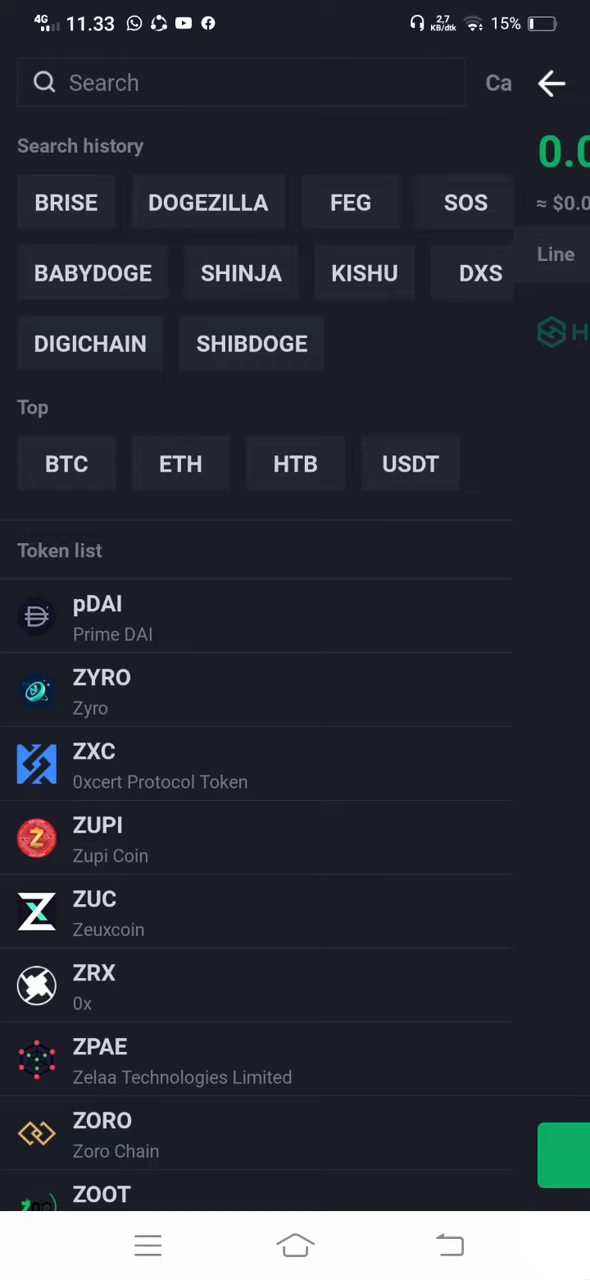 4G 11.33 2,7 KB/dtk 15%
Search Ca
0.0
Search history
≈ $0.0
BRISE DOGEZILLA FEG SOS
Line
BABYDOGE SHINJA KISHU DXS
DIGICHAIN SHIBDOGE
H
Top
BTC ETH HTB USDT
Token list
pDAI
Prime DAI
ZYRO
Zyro
ZXC
0xcert Protocol Token
ZUPI
Zupi Coin
ZUC
Zeuxcoin
ZRX
0x
ZPAE
Zelaa Technologies Limited
ZORO
Zoro Chain
ZOOT